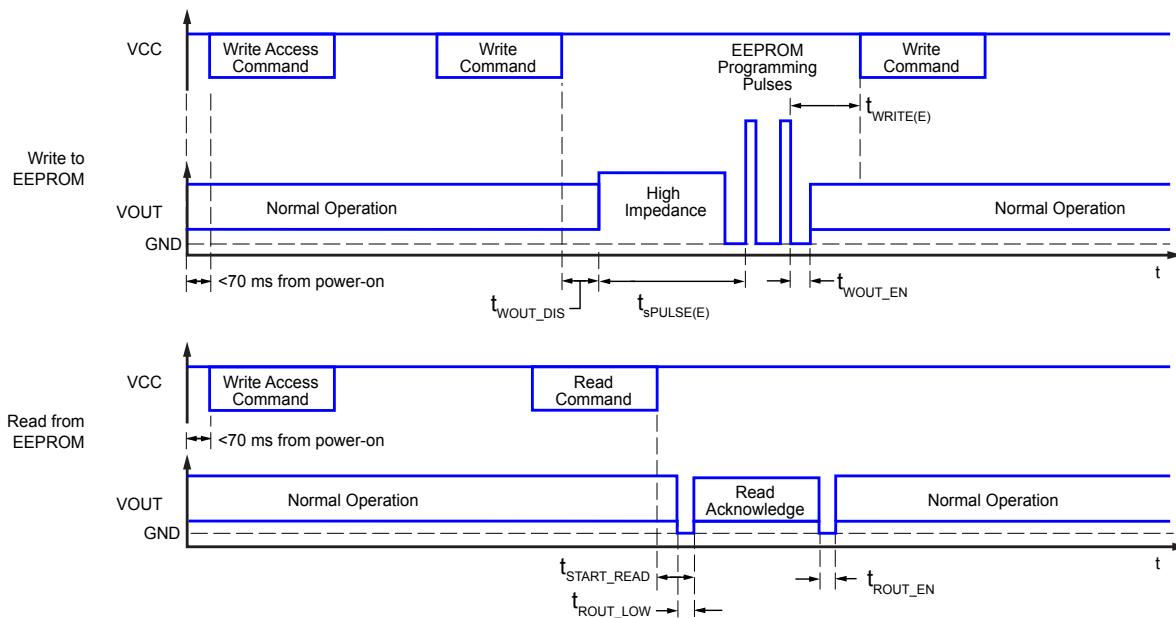 VCC
Write Access
Command
Write
Command
EEPROM
Programming
Pulses
Write
Command
tWRITE(E)
Write to
EEPROM
VOUT
Normal Operation
High
Impedance
Normal Operation
GND
t
<70 ms from power-on
tWOUT_DIS
tsPULSE(E)
tWOUT_EN
VCC
Write Access
Command
Read
Command
Read from
EEPROM
<70 ms from power-on
VOUT
Normal Operation
Read
Acknowledge
Normal Operation
GND
t
tSTART_READ
tROUT_EN
tROUT_LOW